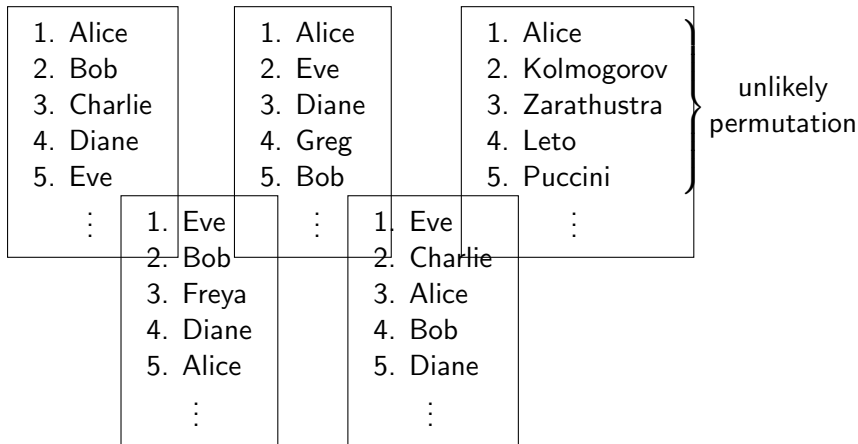 1. Alice
2. Bob
3. Charlie
4. Diane
5. Eve
⋮
1. Alice
2. Eve
3. Diane
4. Greg
5. Bob
⋮
1. Alice
2. Kolmogorov
3. Zarathustra
4. Leto
5. Puccini
⋮
unlikely
permutation
1. Eve
2. Bob
3. Freya
4. Diane
5. Alice
⋮
1. Eve
2. Charlie
3. Alice
4. Bob
5. Diane
⋮